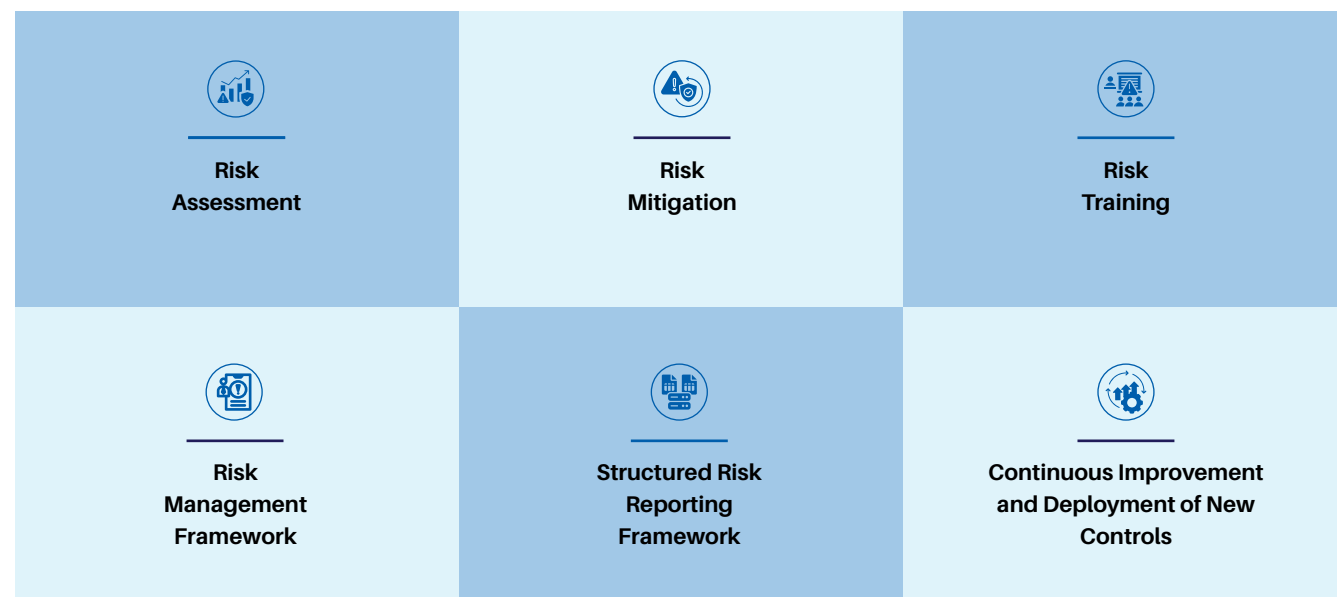 Risk
Assessment
Risk
Mitigation
Risk
Training
Risk
Management
Framework
Structured Risk
Reporting
Framework
Continuous Improvement
and Deployment of New
Controls